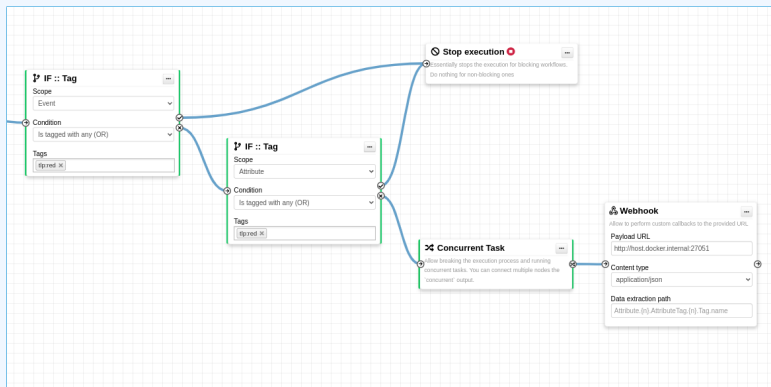 IF :: Tag
...
Scope
Event
Condition
Is tagged with any (OR)
Tags
tlp:red ×
IF :: Tag
...
Scope
Attribute
Condition
Is tagged with any (OR)
Tags
tlp:red ×
Stop execution
...
Essentially stops the execution for blocking workflows.
Do nothing for non-blocking ones
Concurrent Task
...
Allow breaking the execution process and running
concurrent tasks. You can connect multiple nodes the
`concurrent` output.
Webhook
...
Allow to perform custom callbacks to the provided URL
Payload URL
http://host.docker.internal:27051
Content type
application/json
Data extraction path
Attribute.{n}.AttributeTag.{n}.Tag.name